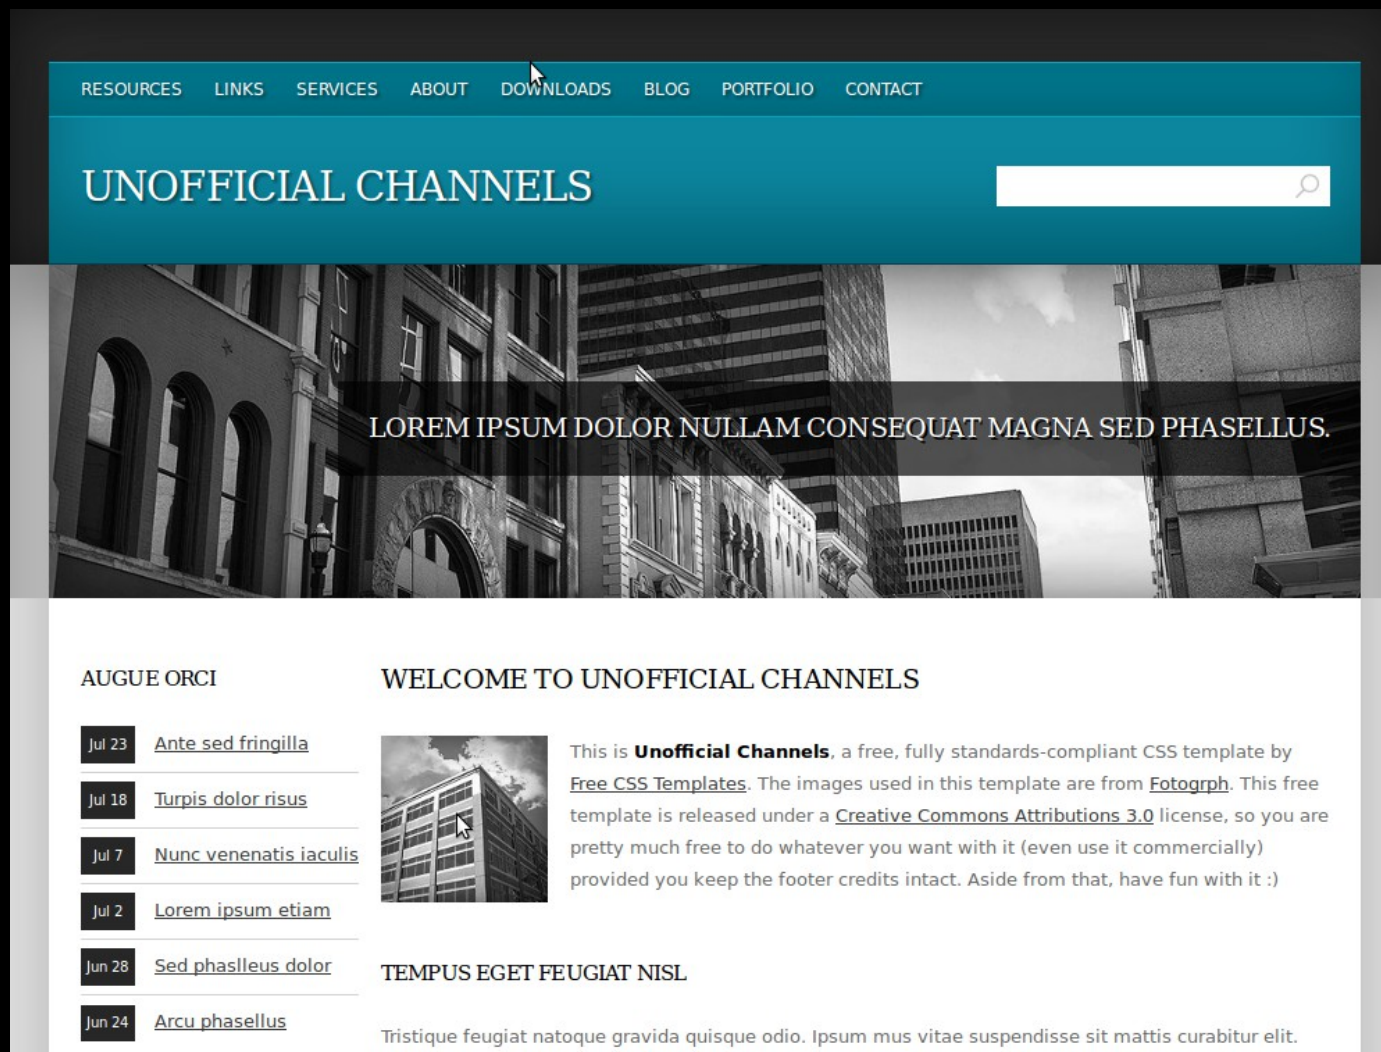 RESOURCES LINKS SERVICES ABOUT DOWNLOADS BLOG PORTFOLIO CONTACT
UNOFFICIAL CHANNELS
LOREM IPSUM DOLOR NULLAM CONSEQUAT MAGNA SED PHASELLUS.
AUGUE ORCI
Jul 23 Ante sed fringilla
Jul 18 Turpis dolor risus
Jul 7 Nunc venenatis iaculis
Jul 2 Lorem ipsum etiam
Jun 28 Sed phaslleus dolor
Jun 24 Arcu phasellus
WELCOME TO UNOFFICIAL CHANNELS
This is Unofficial Channels, a free, fully standards-compliant CSS template by
Free CSS Templates. The images used in this template are from Fotogrph. This free
template is released under a Creative Commons Attributions 3.0 license, so you are
pretty much free to do whatever you want with it (even use it commercially)
provided you keep the footer credits intact. Aside from that, have fun with it :)
TEMPUS EGET FEUGIAT NISL
Tristique feugiat natoque gravida quisque odio. Ipsum mus vitae suspendisse sit mattis curabitur elit.